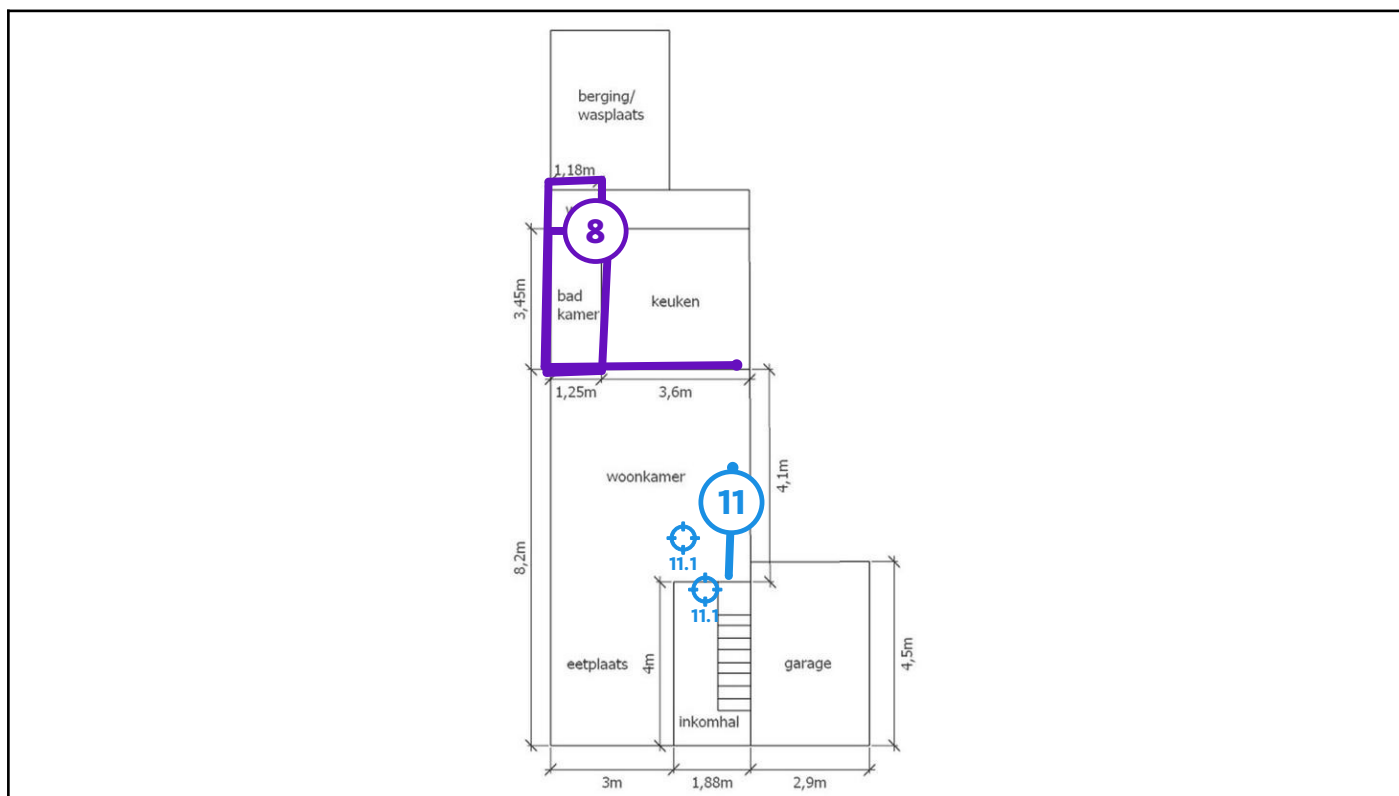 berging/
wasplaats
1,18m
8
3,45m
bad
kamer
keuken
1,25m
3,6m
woonkamer
4,1m
11
11.1
8,2m
11.1
eetplaats
4m
garage
4,5m
inkomhal
3m
1,88m
2,9m